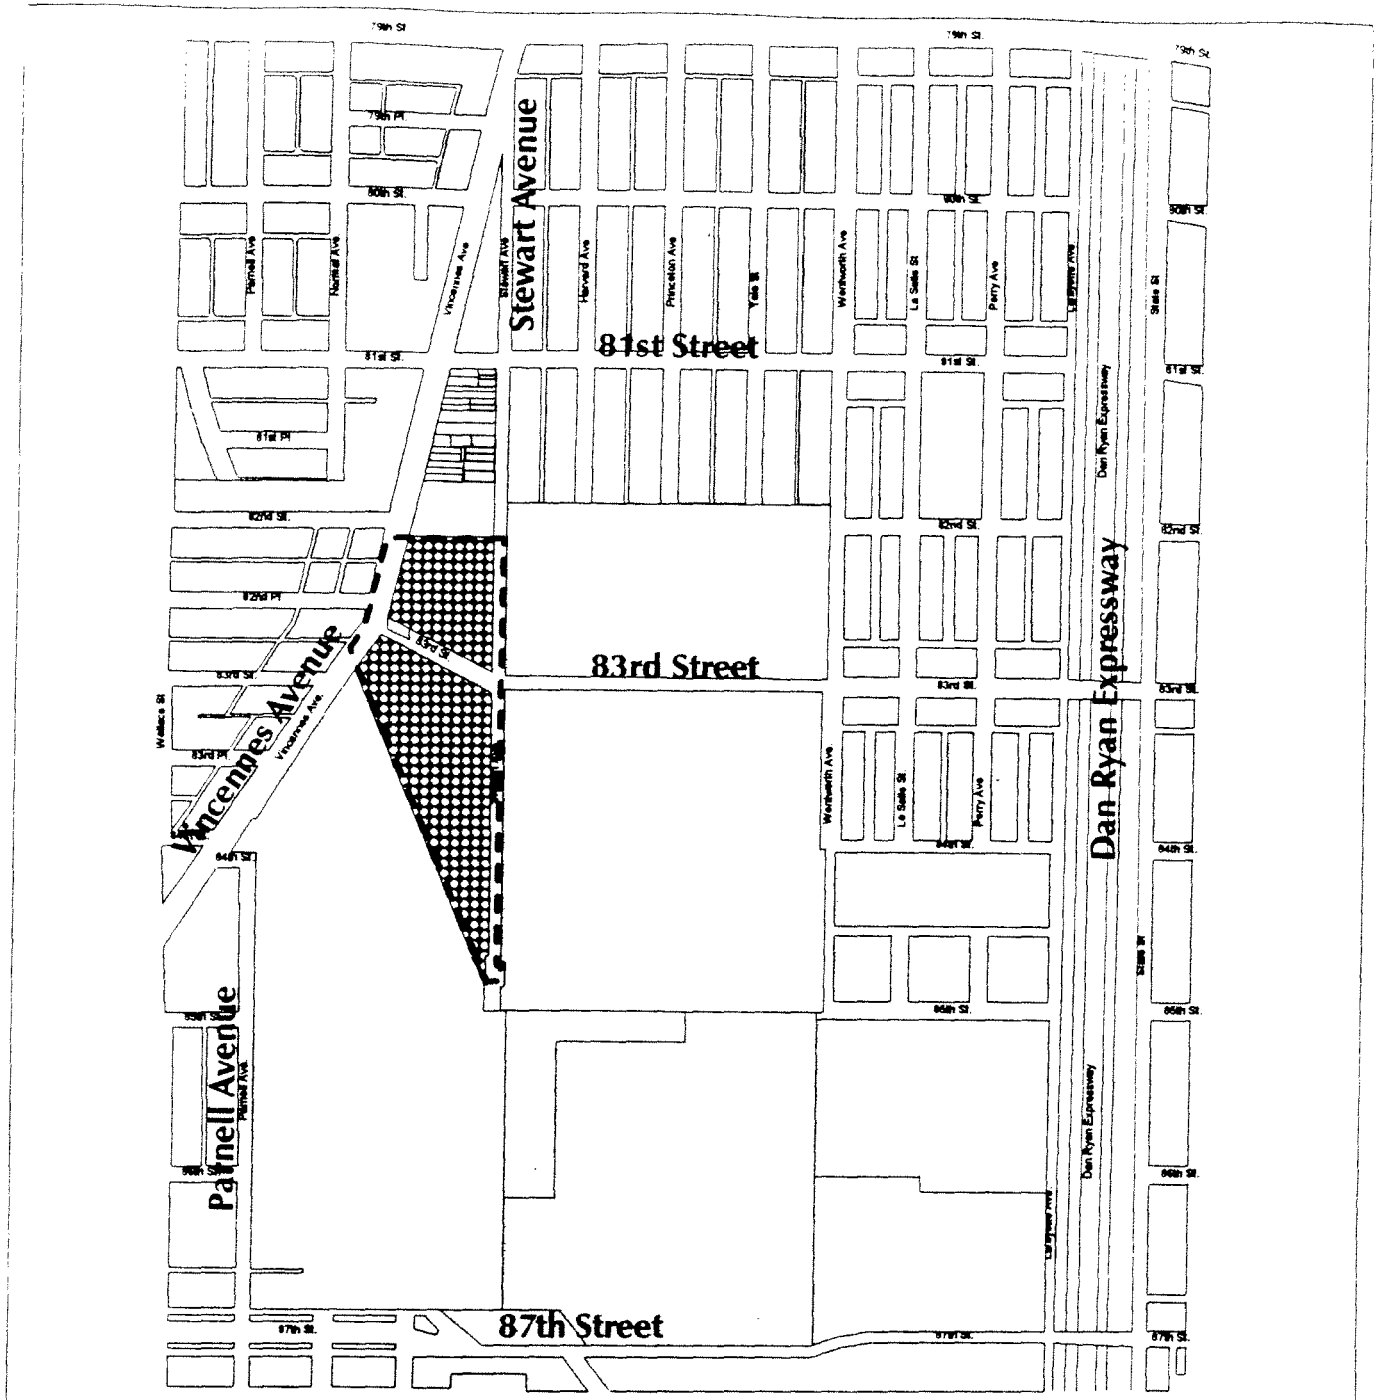 79th St
79th St.
79th St.
79th Pl.
Stewart Avenue
80th St.
80th St.
80th St.
Parnell Ave
Normal Ave
Vincennes Ave
Stewart Ave
Harvard Ave
Princeton Ave
Yale St
Wentworth Ave
La Salle St
Perry Ave
Lafayette Ave
State St
81st Street
81st St.
81st St.
81st St.
81st Pl
Dan Ryan Expressway
82nd St.
82nd St.
82nd St.
82nd Pl
Dan Ryan Expressway
Vincennes Avenue
83rd St.
83rd Street
83rd St.
83rd St.
83rd St.
Wallace St
Vincennes Ave.
83rd Pl
Wentworth Ave
La Salle St
Perry Ave
84th St.
84th St.
84th St.
State St
85th St.
85th St.
85th St.
Parnell Avenue
Parnell Ave
Dan Ryan Expressway
86th St.
86th St.
Lafayette Ave
87th Street
87th St.
87th St.
87th St.